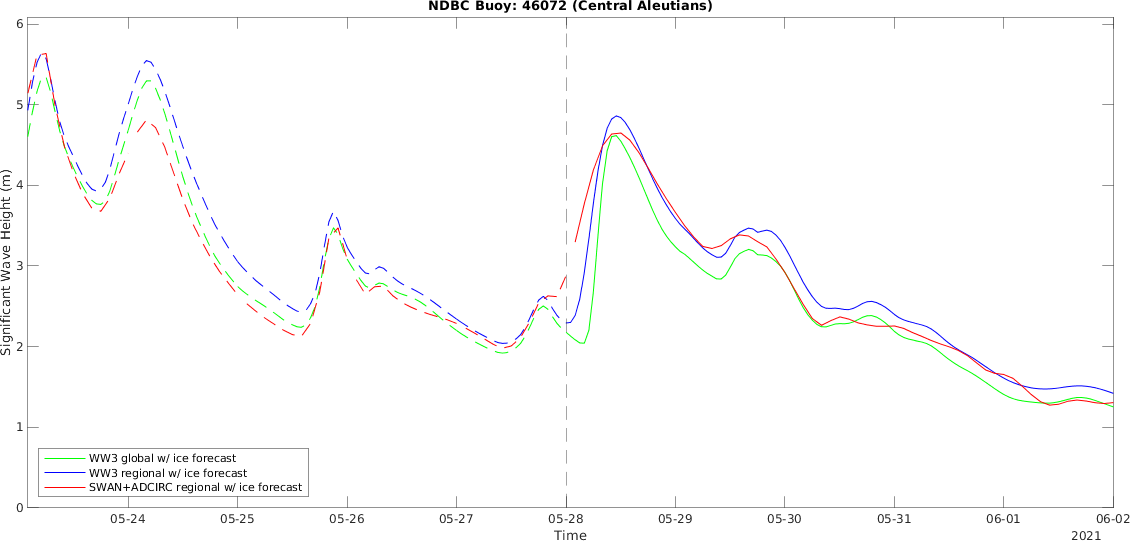 NDBC Buoy: 46072 (Central Aleutians)
6
5
4
3
2
1
0
Significant Wave Height (m)
WW3 global w/ ice forecast
WW3 regional w/ ice forecast
SWAN+ADCIRC regional w/ ice forecast
05-24 05-25 05-26 05-27 05-28 05-29 05-30 05-31 06-01 06-02
Time
2021